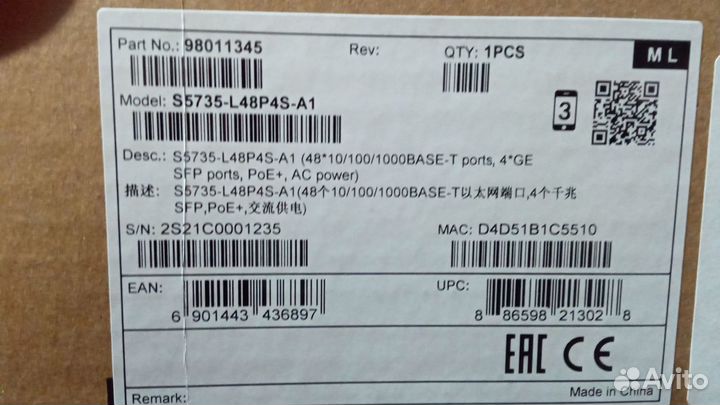 Part No.: 98011345 Rev: QTY: 1PCS ML
Model: S5735-L48P4S-A1
3
Desc.: S5735-L48P4S-A1 (48*10/100/1000BASE-T ports, 4*GE
SFP ports, PoE+, AC power)
描述: S5735-L48P4S-A1(48个10/100/1000BASE-T以太网端口,4个千兆
SFP,PoE+,交流供电)
S/N: 2S21C0001235 MAC: D4D51B1C5510
EAN: UPC:
6 901443 436897 8 86598 21302 8
EAC CE
Remark: Made in China
Avito